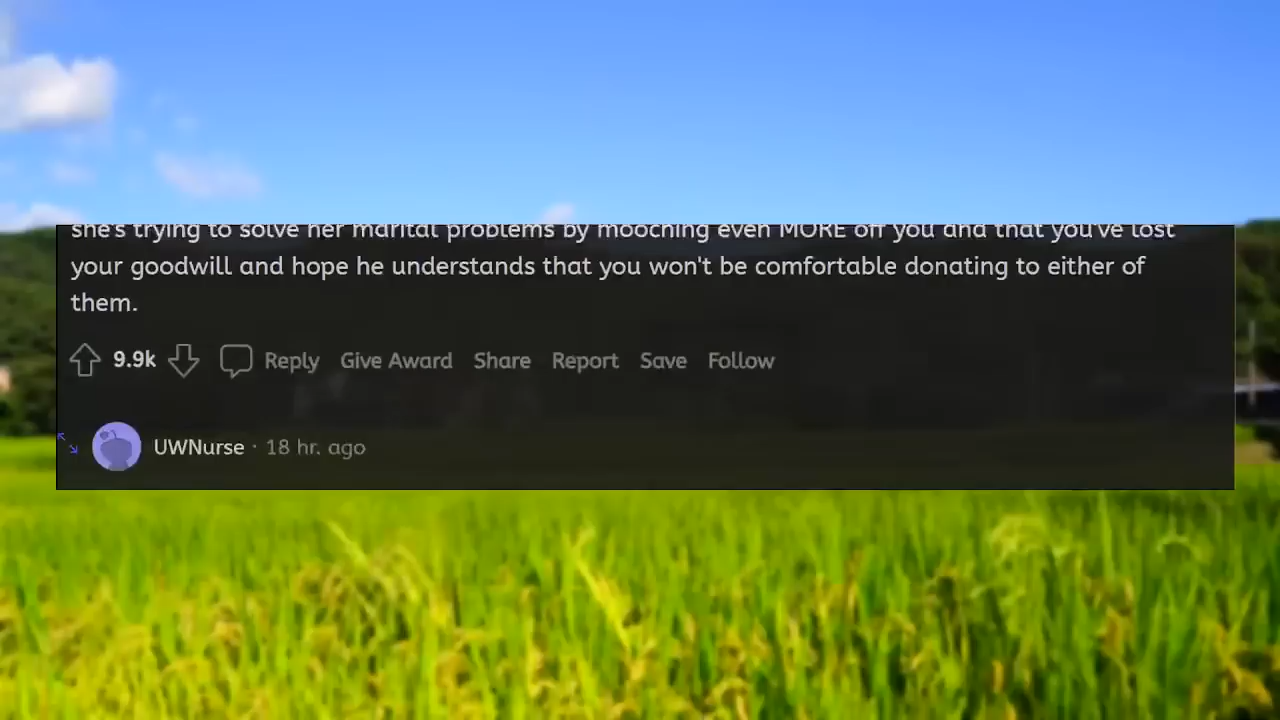 she's trying to solve her marital problems by mooching even MORE off you and that you've lost
your goodwill and hope he understands that you won't be comfortable donating to either of
them.
9.9k Reply Give Award Share Report Save Follow
UWNurse · 18 hr. ago